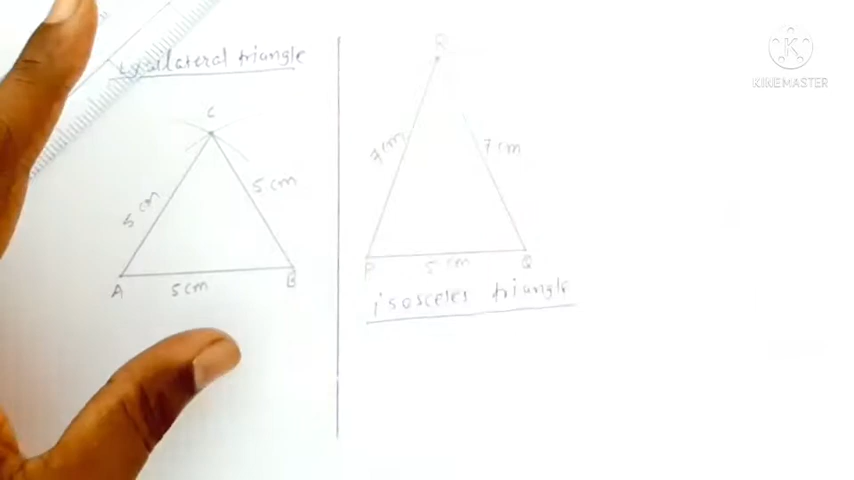 Equilateral triangle
C
5 cm
5 cm
A
5 cm
B
R
7 cm
7 cm
P
5 cm
Q
isosceles triangle
K
KINEMASTER